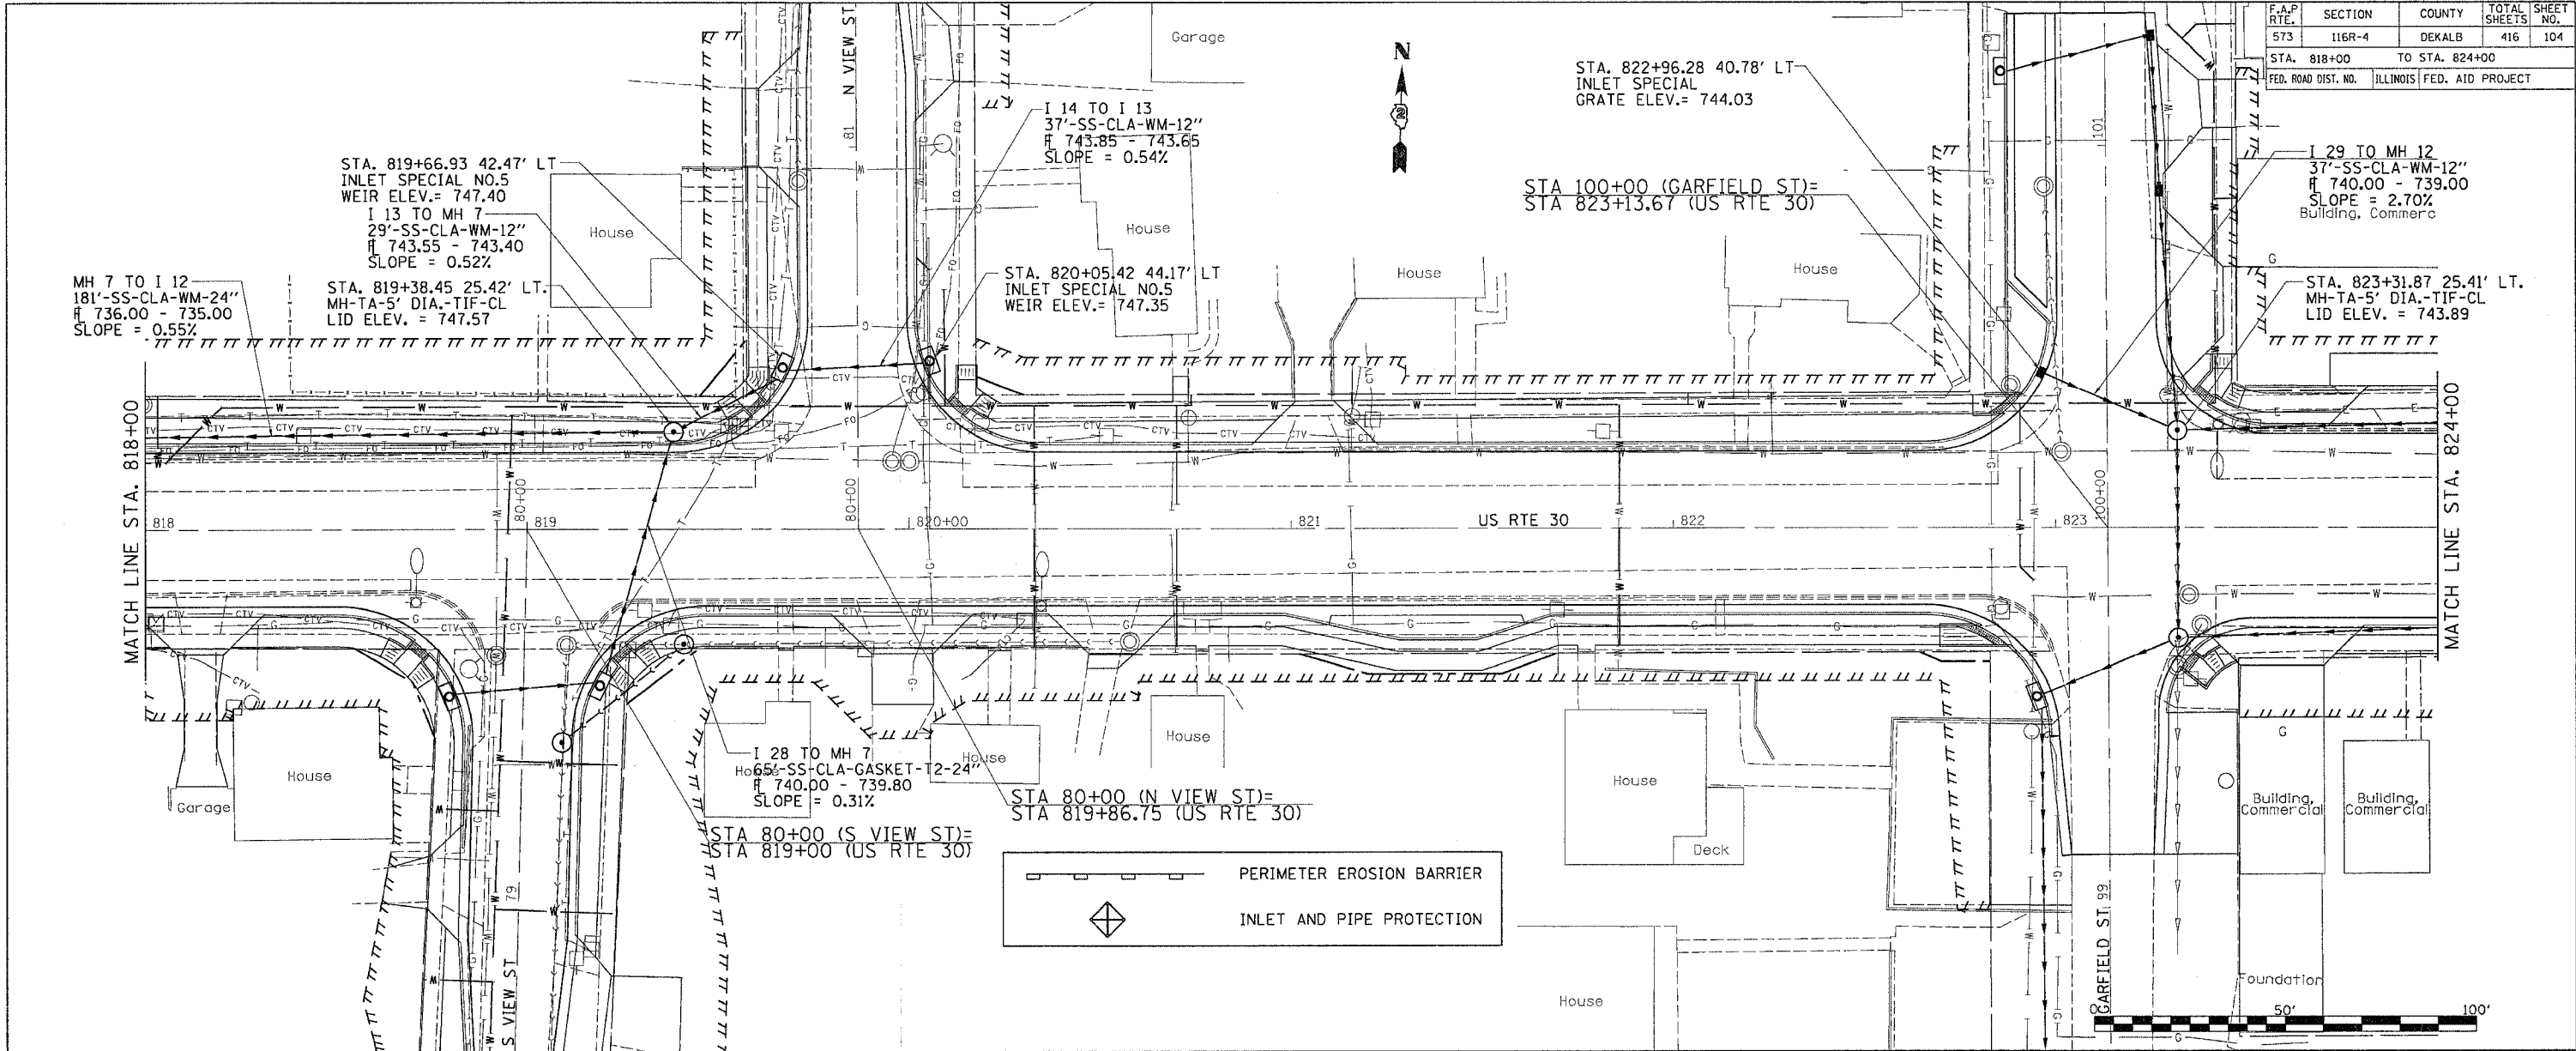 F.A.P. RTE. SECTION COUNTY TOTAL SHEETS SHEET NO.
573 116R-4 DEKALB 416 104
STA. 818+00 TO STA. 824+00
FED. ROAD DIST. NO. ILLINOIS FED. AID PROJECT
N VIEW ST
81
Garage
N
STA. 822+96.28 40.78' LT
INLET SPECIAL
GRATE ELEV.= 744.03
I 14 TO I 13
37'-SS-CLA-WM-12"
743.85 - 743.65
SLOPE = 0.54%
101
I 29 TO MH 12
37'-SS-CLA-WM-12"
740.00 - 739.00
SLOPE = 2.70%
Building, Commerc
STA. 819+66.93 42.47' LT
INLET SPECIAL NO.5
WEIR ELEV.= 747.40
I 13 TO MH 7
29'-SS-CLA-WM-12"
743.55 - 743.40
SLOPE = 0.52%
STA 100+00 (GARFIELD ST)=
STA 823+13.67 (US RTE 30)
House
House
House
House
MH 7 TO I 12
181'-SS-CLA-WM-24"
736.00 - 735.00
SLOPE = 0.55%
STA. 819+38.45 25.42' LT.
MH-TA-5' DIA.-TIF-CL
LID ELEV. = 747.57
STA. 820+05.42 44.17' LT
INLET SPECIAL NO.5
WEIR ELEV.= 747.35
STA. 823+31.87 25.41' LT.
MH-TA-5' DIA.-TIF-CL
LID ELEV. = 743.89
MATCH LINE STA. 818+00
MATCH LINE STA. 824+00
818
80+00
819
80+00
820+00
821
US RTE 30
822
823
100+00
House
Garage
House
House
House
House
Deck
House
Building, Commercial
Building, Commercial
Foundation
I 28 TO MH 7
65'-SS-CLA-GASKET-T2-24"
740.00 - 739.80
SLOPE = 0.31%
STA 80+00 (N VIEW ST)=
STA 819+86.75 (US RTE 30)
STA 80+00 (S VIEW ST)=
STA 819+00 (US RTE 30)
PERIMETER EROSION BARRIER
INLET AND PIPE PROTECTION
79
S VIEW ST
GARFIELD ST
99
0 50' 100'